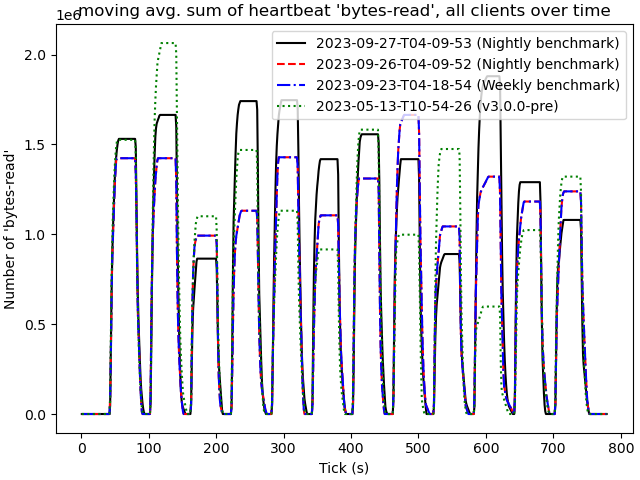 moving avg. sum of heartbeat 'bytes-read', all clients over time
1e6
2.0
1.5
1.0
0.5
0.0
Number of 'bytes-read'
2023-09-27-T04-09-53 (Nightly benchmark)
2023-09-26-T04-09-52 (Nightly benchmark)
2023-09-23-T04-18-54 (Weekly benchmark)
2023-05-13-T10-54-26 (v3.0.0-pre)
0 100 200 300 400 500 600 700 800
Tick (s)